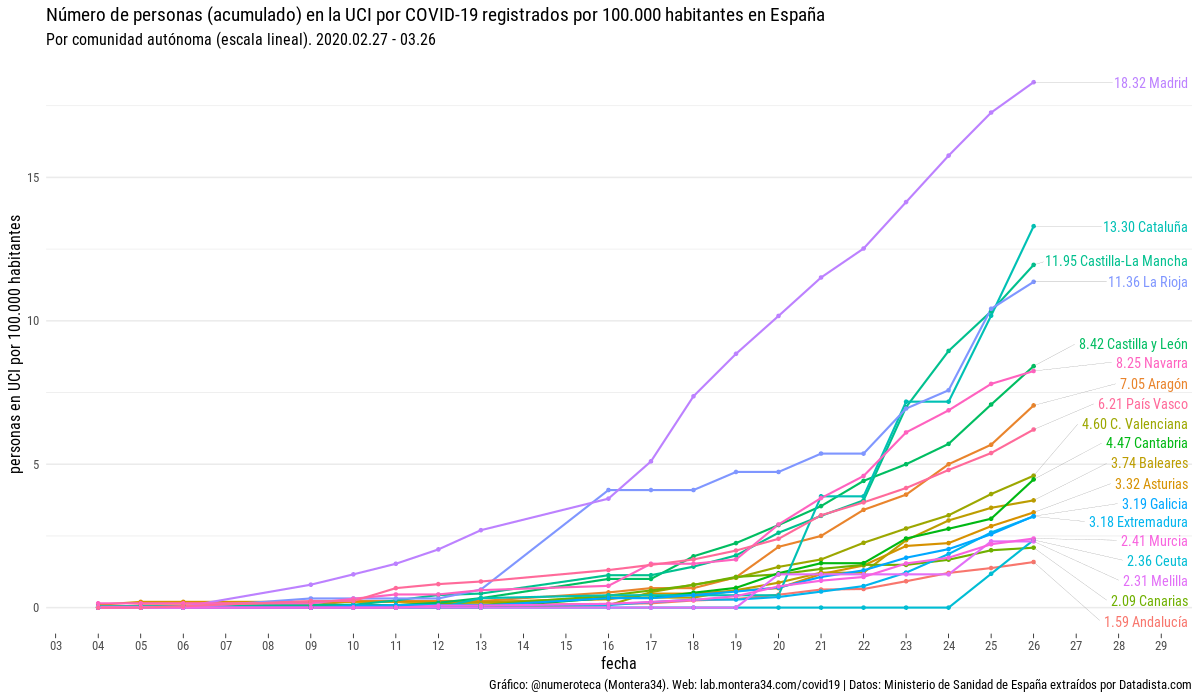 Número de personas (acumulado) en la UCI por COVID-19 registrados por 100.000 habitantes en España
Por comunidad autónoma (escala lineal). 2020.02.27 - 03.26
personas en UCI por 100.000 habitantes
15
10
5
0
18.32 Madrid
13.30 Cataluña
11.95 Castilla-La Mancha
11.36 La Rioja
8.42 Castilla y León
8.25 Navarra
7.05 Aragón
6.21 País Vasco
4.60 C. Valenciana
4.47 Cantabria
3.74 Baleares
3.32 Asturias
3.19 Galicia
3.18 Extremadura
2.41 Murcia
2.36 Ceuta
2.31 Melilla
2.09 Canarias
1.59 Andalucía
03 04 05 06 07 08 09 10 11 12 13 14 15 16 17 18 19 20 21 22 23 24 25 26 27 28 29
fecha
Gráfico: @numeroteca (Montera34). Web: lab.montera34.com/covid19 | Datos: Ministerio de Sanidad de España extraídos por Datadista.com